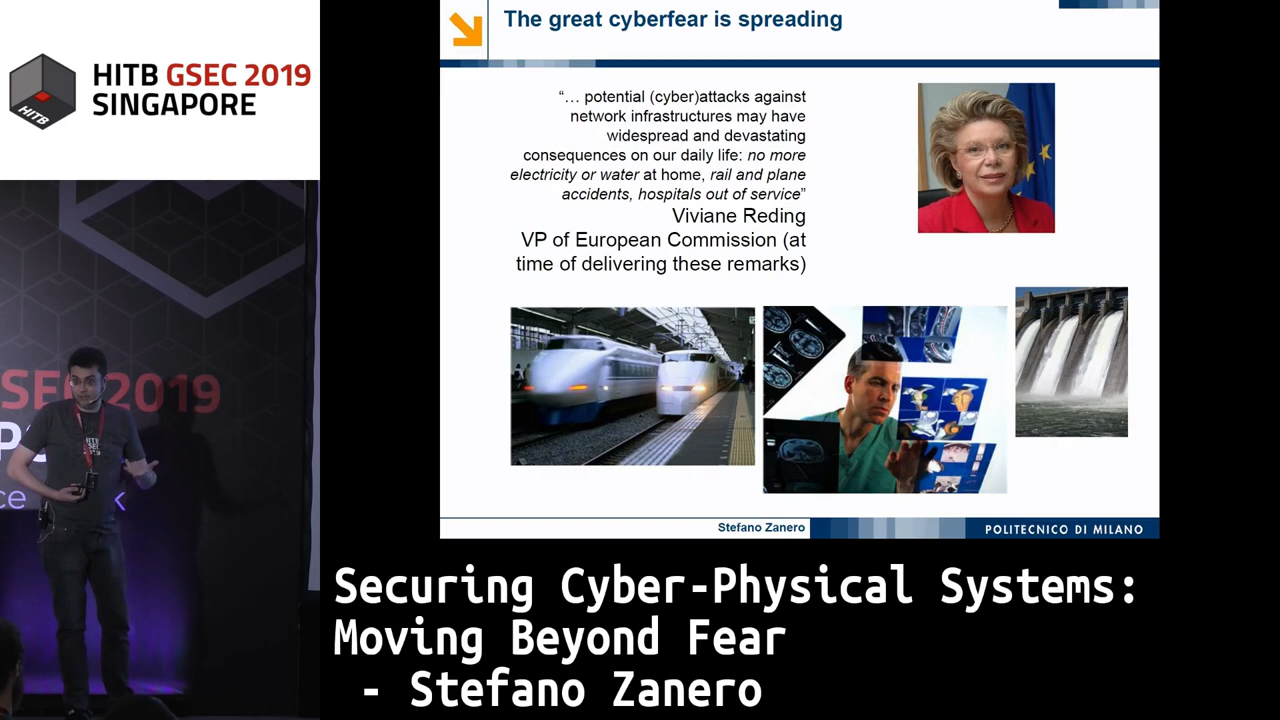 HITB GSEC 2019
SINGAPORE
HITB
SEC 2019
The great cyberfear is spreading
“… potential (cyber)attacks against
network infrastructures may have
widespread and devastating
consequences on our daily life: no more
electricity or water at home, rail and plane
accidents, hospitals out of service”
Viviane Reding
VP of European Commission (at
time of delivering these remarks)
Stefano Zanero
POLITECNICO DI MILANO
Securing Cyber-Physical Systems:
Moving Beyond Fear
- Stefano Zanero